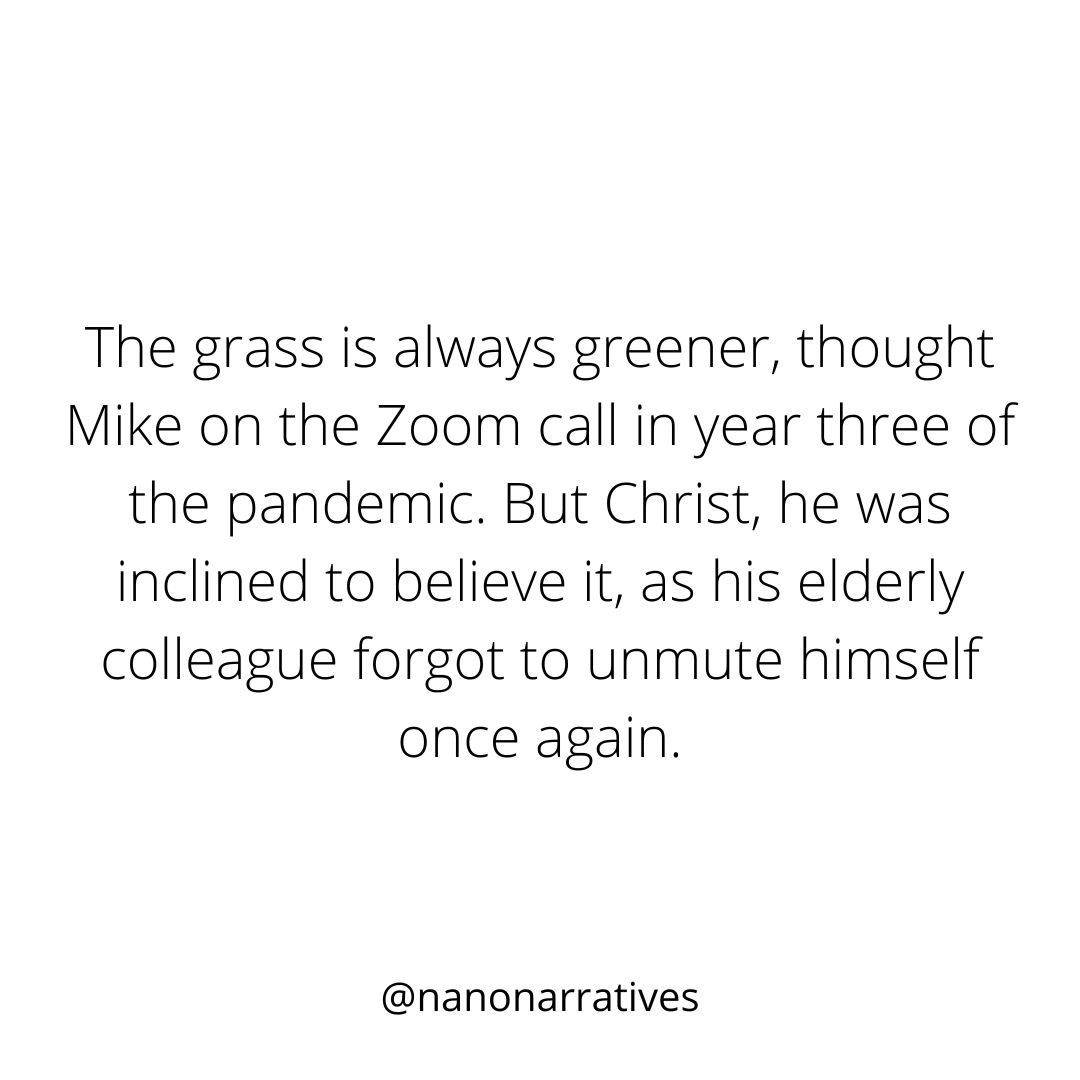 The grass is always greener, thought
Mike on the Zoom call in year three of
the pandemic. But Christ, he was
inclined to believe it, as his elderly
colleague forgot to unmute himself
once again.
@nanonarratives